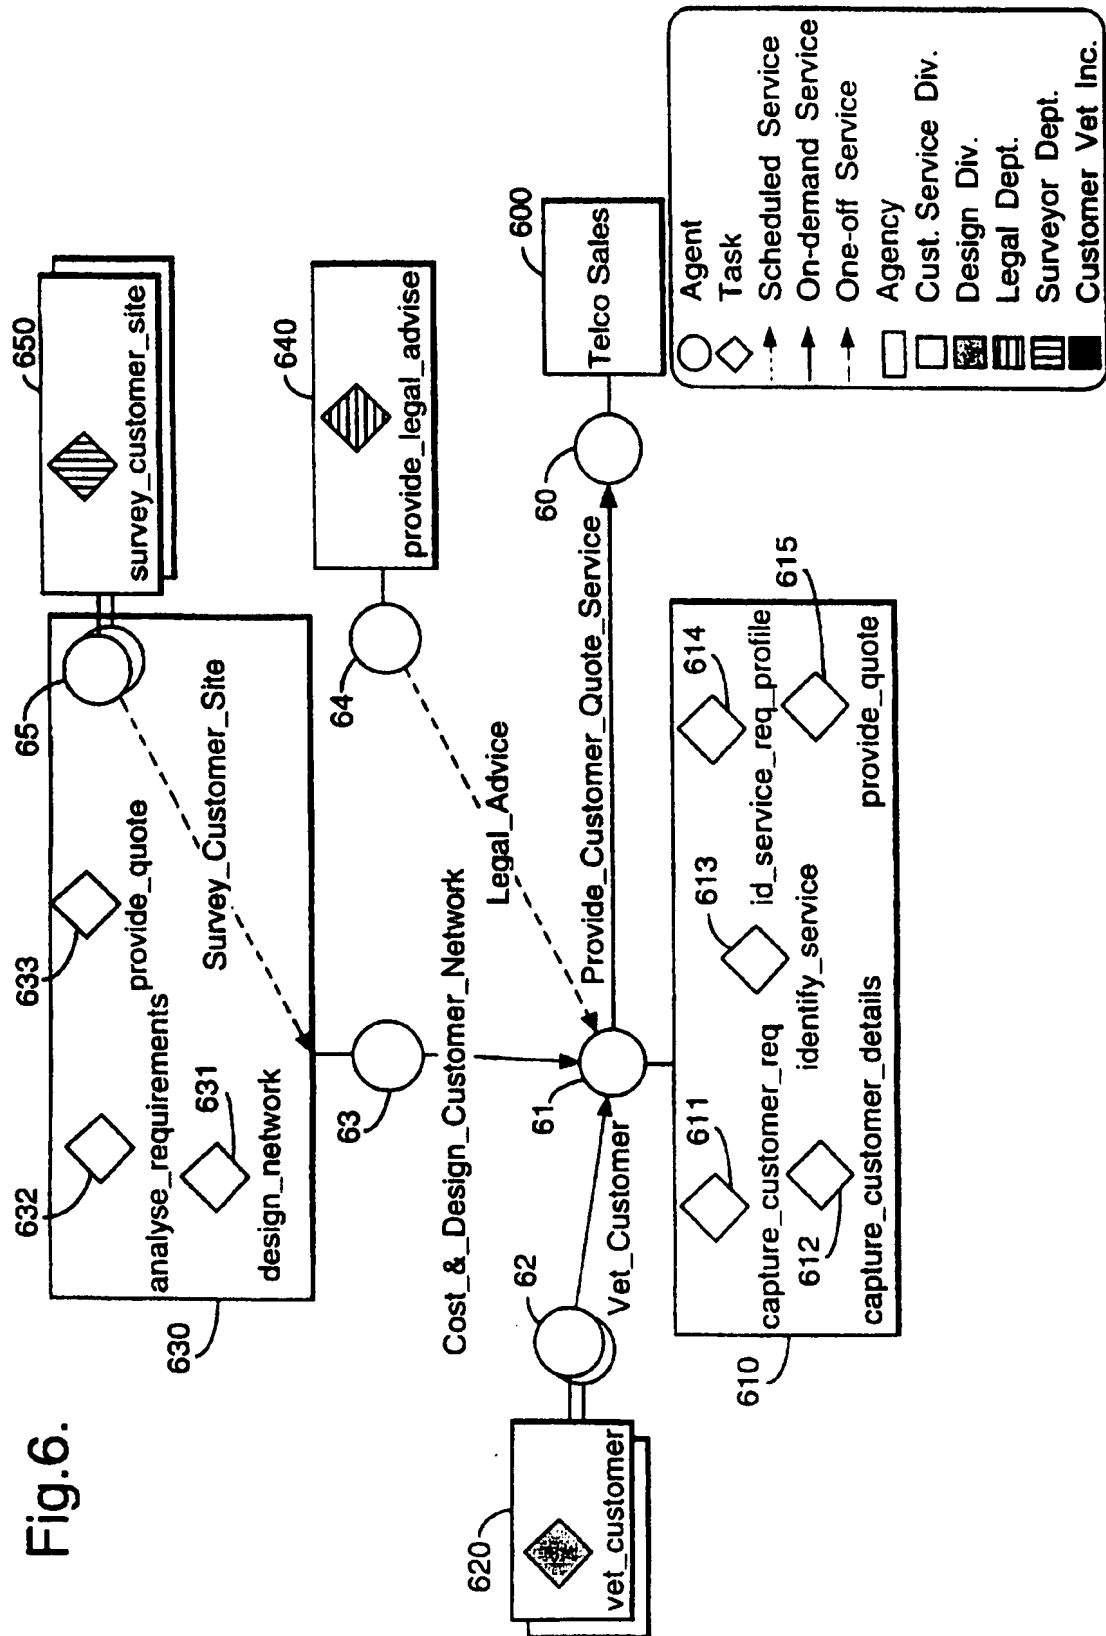 Fig.6.
630
632
analyse_requirements
633
provide_quote
631
design_network
Survey_Customer_Site
65
650
survey_customer_site
63
Cost_&_Design_Customer_Network
64
640
provide_legal_advise
Legal_Advice
620
vet_customer
62
Vet_Customer
61
Provide_Customer_Quote_Service
60
600
Telco Sales
610
611
capture_customer_req
612
capture_customer_details
613
identify_service
614
id_service_req_profile
615
provide_quote
Agent
Task
Scheduled Service
On-demand Service
One-off Service
Agency
Cust. Service Div.
Design Div.
Legal Dept.
Surveyor Dept.
Customer Vet Inc.